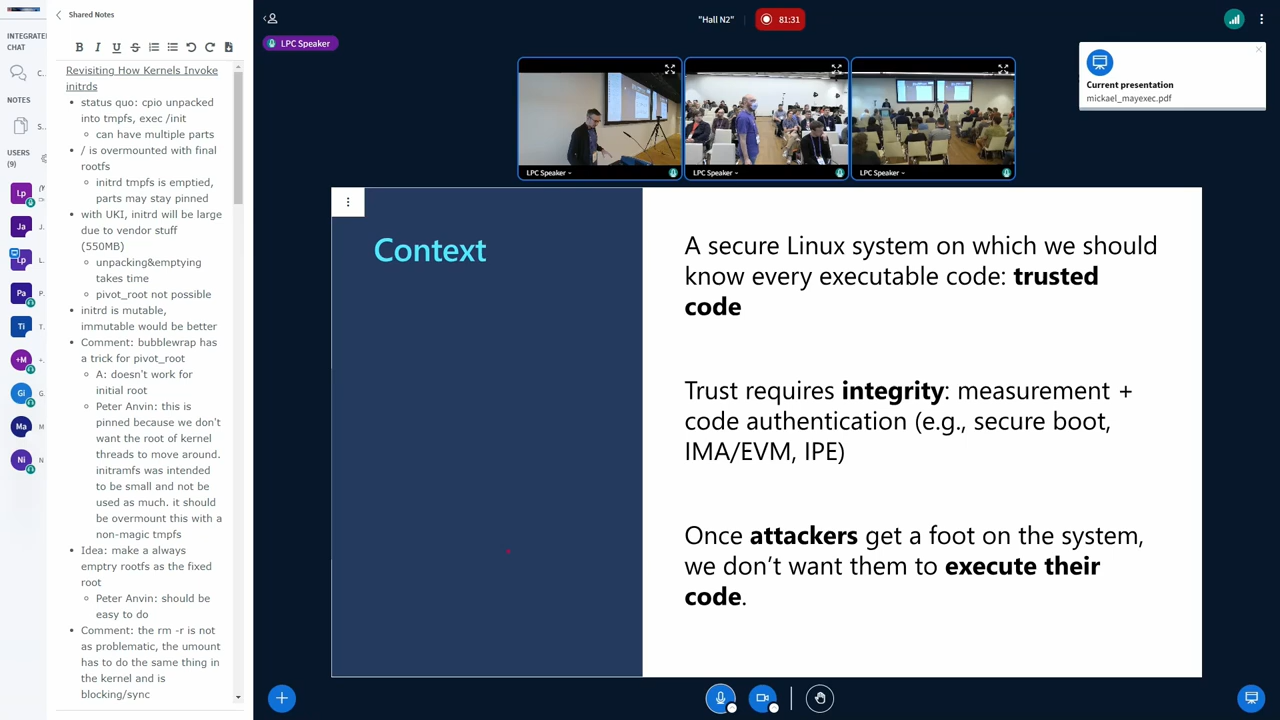 Shared Notes
INTEGRATE
CHAT
C...
NOTES
S...
USERS
(9)
Lp
Ja
J.
Lp
L.
Pa
P.
Ti
T.
+M
+.
Gl
G.
Ma
M
Ni
N
B I U S
Revisiting How Kernels Invoke
initrds
• status quo: cpio unpacked
into tmpfs, exec /init
can have multiple parts
• / is overmounted with final
rootfs
initrd tmpfs is emptied,
parts may stay pinned
• with UKI, initrd will be large
due to vendor stuff
(550MB)
unpacking&emptying
takes time
pivot_root not possible
• initrd is mutable,
immutable would be better
• Comment: bubblewrap has
a trick for pivot_root
A: doesn't work for
initial root
Peter Anvin: this is
pinned because we don't
want the root of kernel
threads to move around.
initramfs was intended
to be small and not be
used as much. it should
be overmount this with a
non-magic tmpfs
• Idea: make a always
emptry rootfs as the fixed
root
Peter Anvin: should be
easy to do
• Comment: the rm -r is not
as problematic, the umount
has to do the same thing in
the kernel and is
blocking/sync
"Hall N2"
81:31
LPC Speaker
LPC Speaker
LPC Speaker
LPC Speaker
Current presentation
mickael_mayexec.pdf
Context
A secure Linux system on which we should
know every executable code: trusted
code
Trust requires integrity: measurement +
code authentication (e.g., secure boot,
IMA/EVM, IPE)
Once attackers get a foot on the system,
we don't want them to execute their
code.